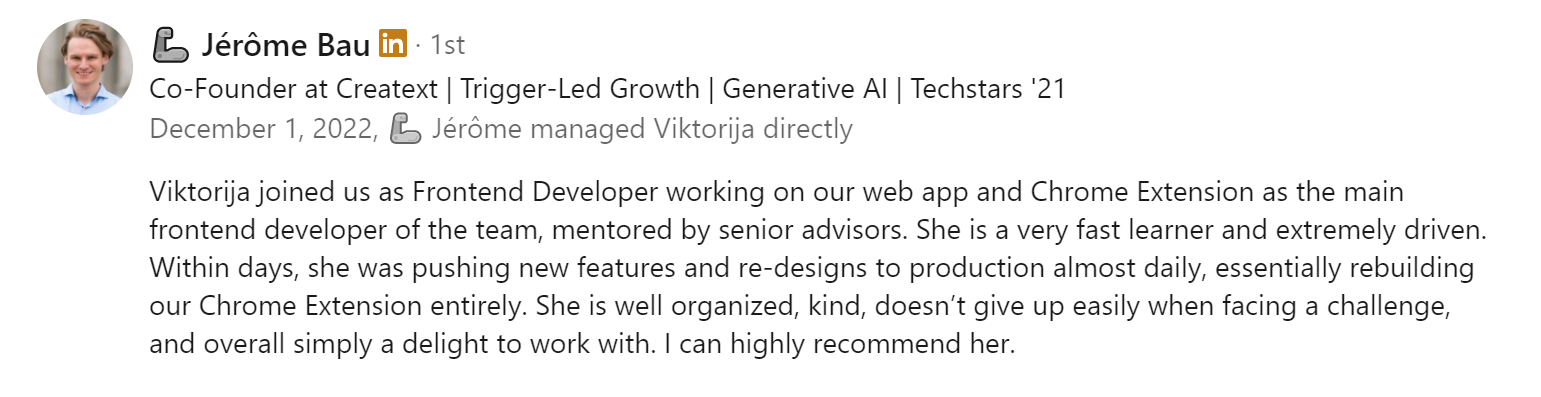 🦾 Jérôme Bau in · 1st
Co-Founder at Creatext | Trigger-Led Growth | Generative AI | Techstars '21
December 1, 2022, 🦾 Jérôme managed Viktorija directly
Viktorija joined us as Frontend Developer working on our web app and Chrome Extension as the main
frontend developer of the team, mentored by senior advisors. She is a very fast learner and extremely driven.
Within days, she was pushing new features and re-designs to production almost daily, essentially rebuilding
our Chrome Extension entirely. She is well organized, kind, doesn’t give up easily when facing a challenge,
and overall simply a delight to work with. I can highly recommend her.